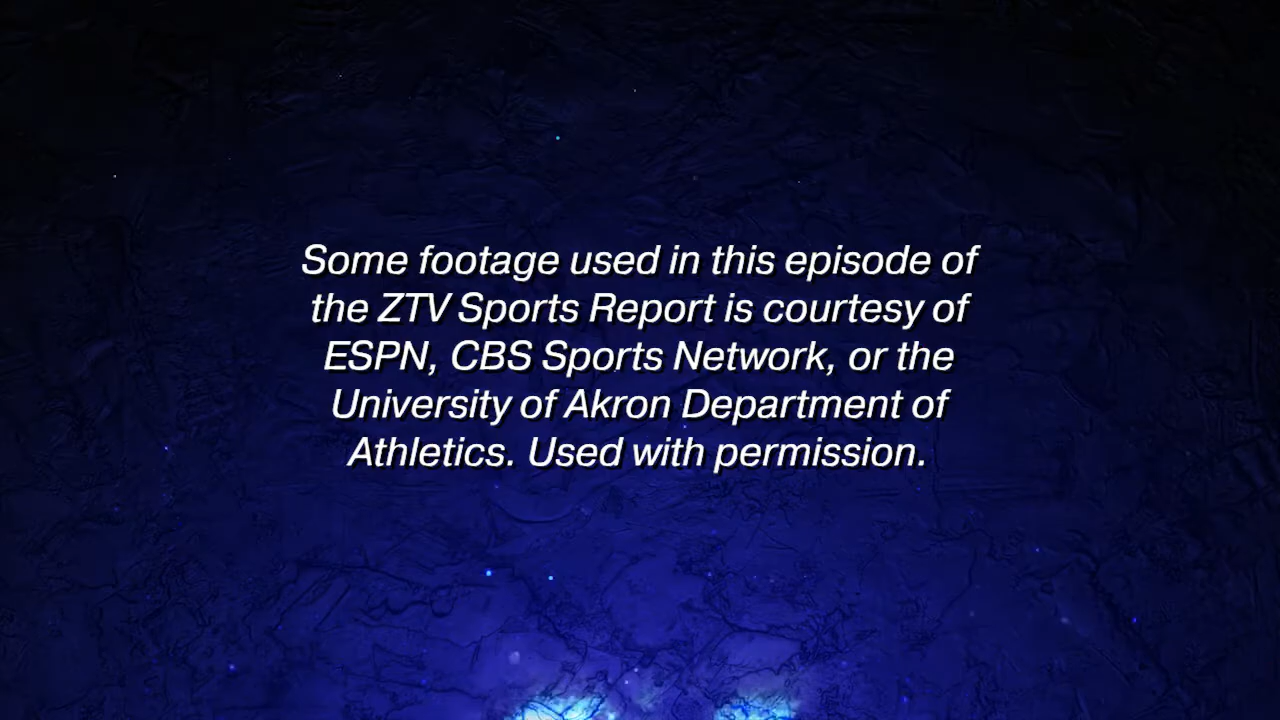 Some footage used in this episode of
the ZTV Sports Report is courtesy of
ESPN, CBS Sports Network, or the
University of Akron Department of
Athletics. Used with permission.